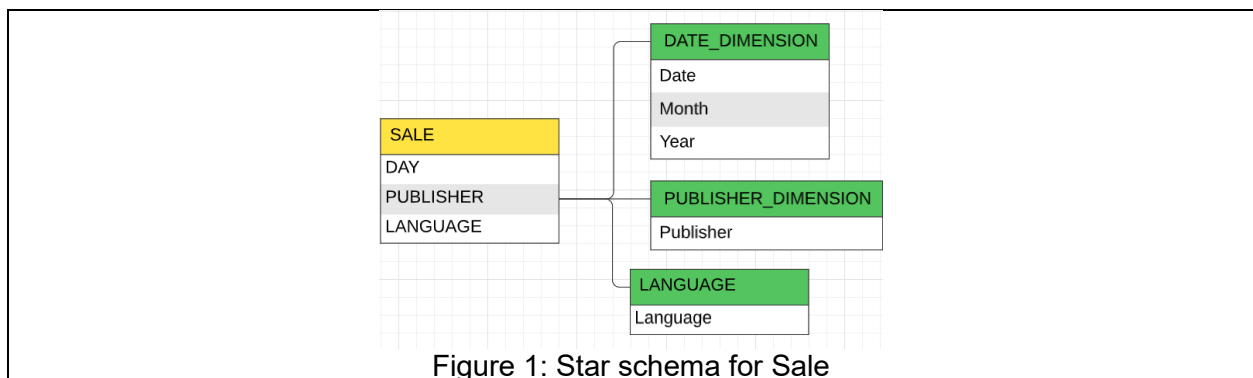 SALE
DAY
PUBLISHER
LANGUAGE
DATE_DIMENSION
Date
Month
Year
PUBLISHER_DIMENSION
Publisher
LANGUAGE
Language
Figure 1: Star schema for Sale